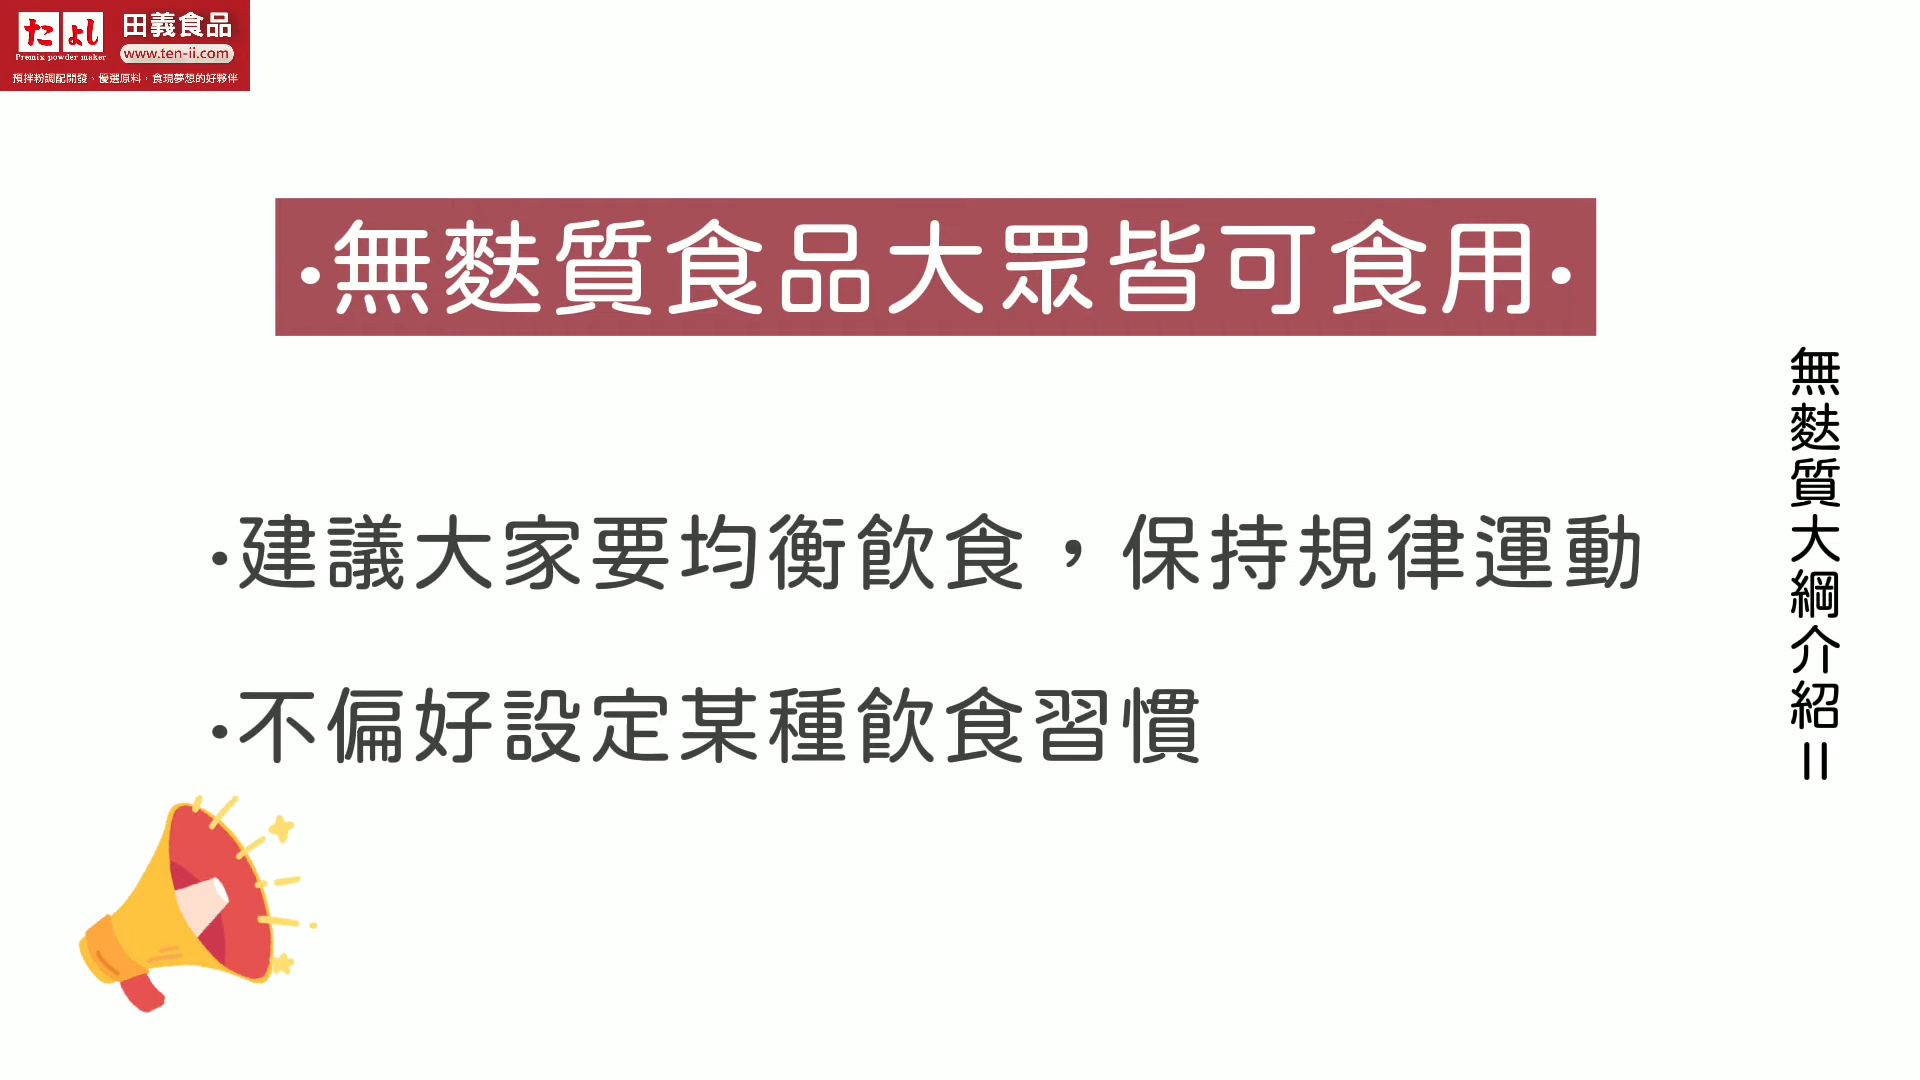 たよし
Premix powder maker
田義食品
www.ten-ii.com
預拌粉調配開發、優選原料，食現夢想的好夥伴
·無麩質食品大眾皆可食用·
·建議大家要均衡飲食，保持規律運動
·不偏好設定某種飲食習慣
無麩質大綱介紹II